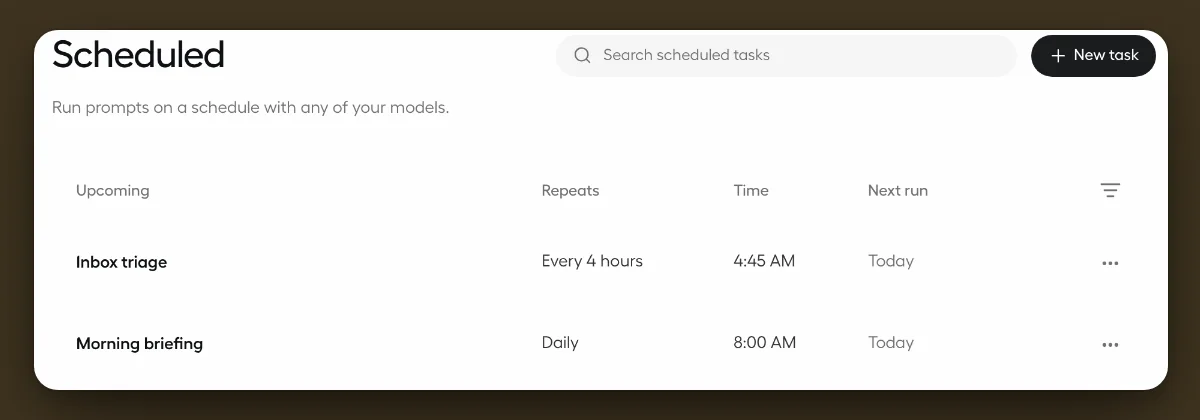 Scheduled
Search scheduled tasks
New task
Run prompts on a schedule with any of your models.
Upcoming Repeats Time Next run
Inbox triage Every 4 hours 4:45 AM Today
Morning briefing Daily 8:00 AM Today